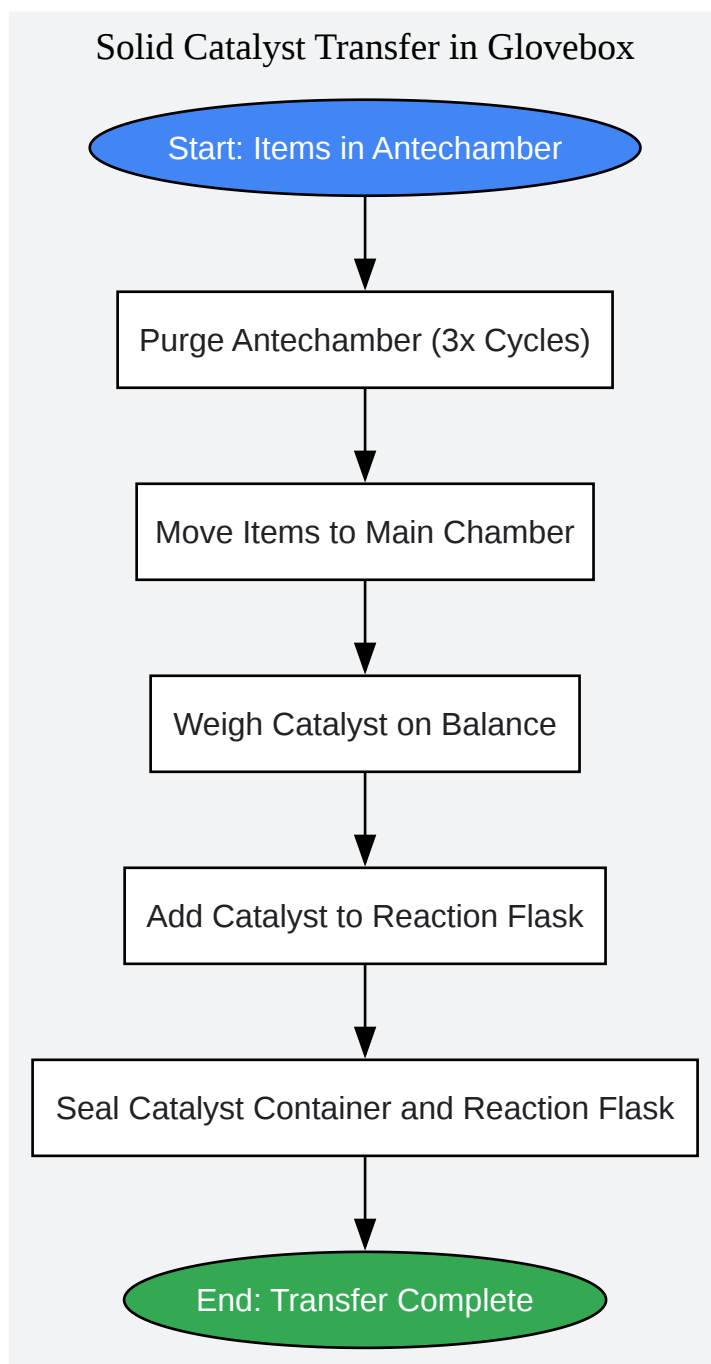 Solid Catalyst Transfer in Glovebox
Start: Items in Antechamber
Purge Antechamber (3x Cycles)
Move Items to Main Chamber
Weigh Catalyst on Balance
Add Catalyst to Reaction Flask
Seal Catalyst Container and Reaction Flask
End: Transfer Complete